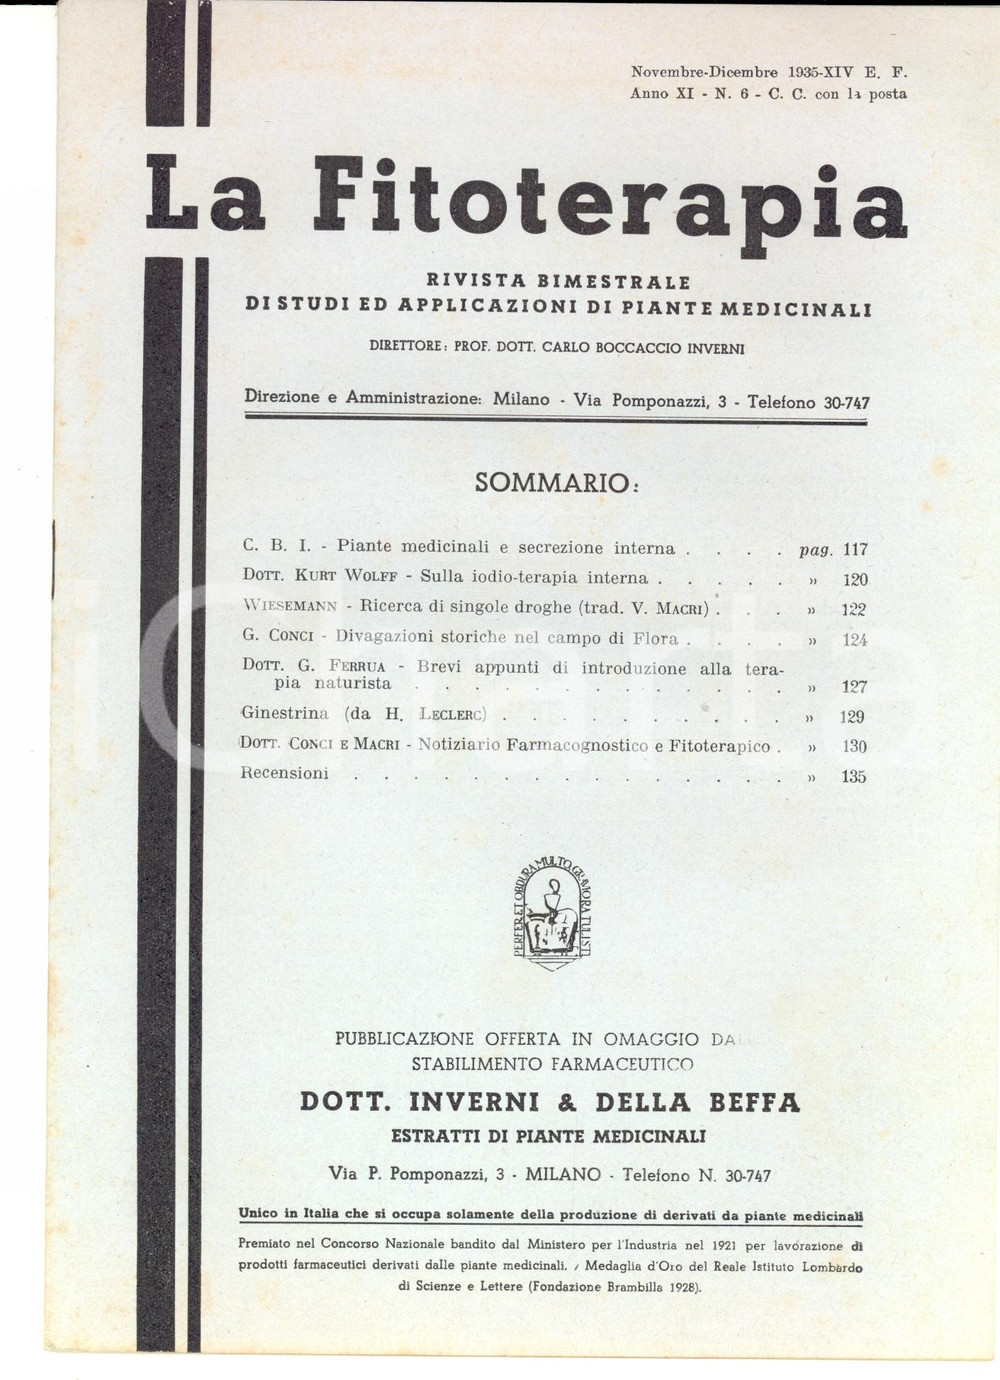 Novembre-Dicembre 1935-XIV E. F.
Anno XI - N. 6 - C. C. con la posta
La Fitoterapia
RIVISTA BIMESTRALE
DI STUDI ED APPLICAZIONI DI PIANTE MEDICINALI
DIRETTORE: PROF. DOTT. CARLO BOCCACCIO INVERNI
Direzione e Amministrazione: Milano - Via Pomponazzi, 3 - Telefono 30-747
SOMMARIO:
C. B. I. - Piante medicinali e secrezione interna . . . . pag. 117
DOTT. KURT WOLFF - Sulla iodio-terapia interna . . . . . » 120
WIESEMANN - Ricerca di singole droghe (trad. V. MACRI) . . . » 122
G. CONCI - Divagazioni storiche nel campo di Flora . . . . » 124
DOTT. G. FERRUA - Brevi appunti di introduzione alla tera-
pia naturista . . . . . . . . . . . . . » 127
Ginestrina (da H. LECLERC) . . . . . . . . . . » 129
DOTT. CONCI E MACRI - Notiziario Farmacognostico e Fitoterapico . » 130
Recensioni . . . . . . . . . . . . . . . » 135
PERFER ET OBDURA MULTO GRAVIORA TULISTI
PUBBLICAZIONE OFFERTA IN OMAGGIO DA
STABILIMENTO FARMACEUTICO
DOTT. INVERNI & DELLA BEFFA
ESTRATTI DI PIANTE MEDICINALI
Via P. Pomponazzi, 3 - MILANO - Telefono N. 30-747
Unico in Italia che si occupa solamente della produzione di derivati da piante medicinali
Premiato nel Concorso Nazionale bandito dal Ministero per l'Industria nel 1921 per lavorazione di
prodotti farmaceutici derivati dalle piante medicinali. / Medaglia d'Oro del Reale Istituto Lombardo
di Scienze e Lettere (Fondazione Brambilla 1928).